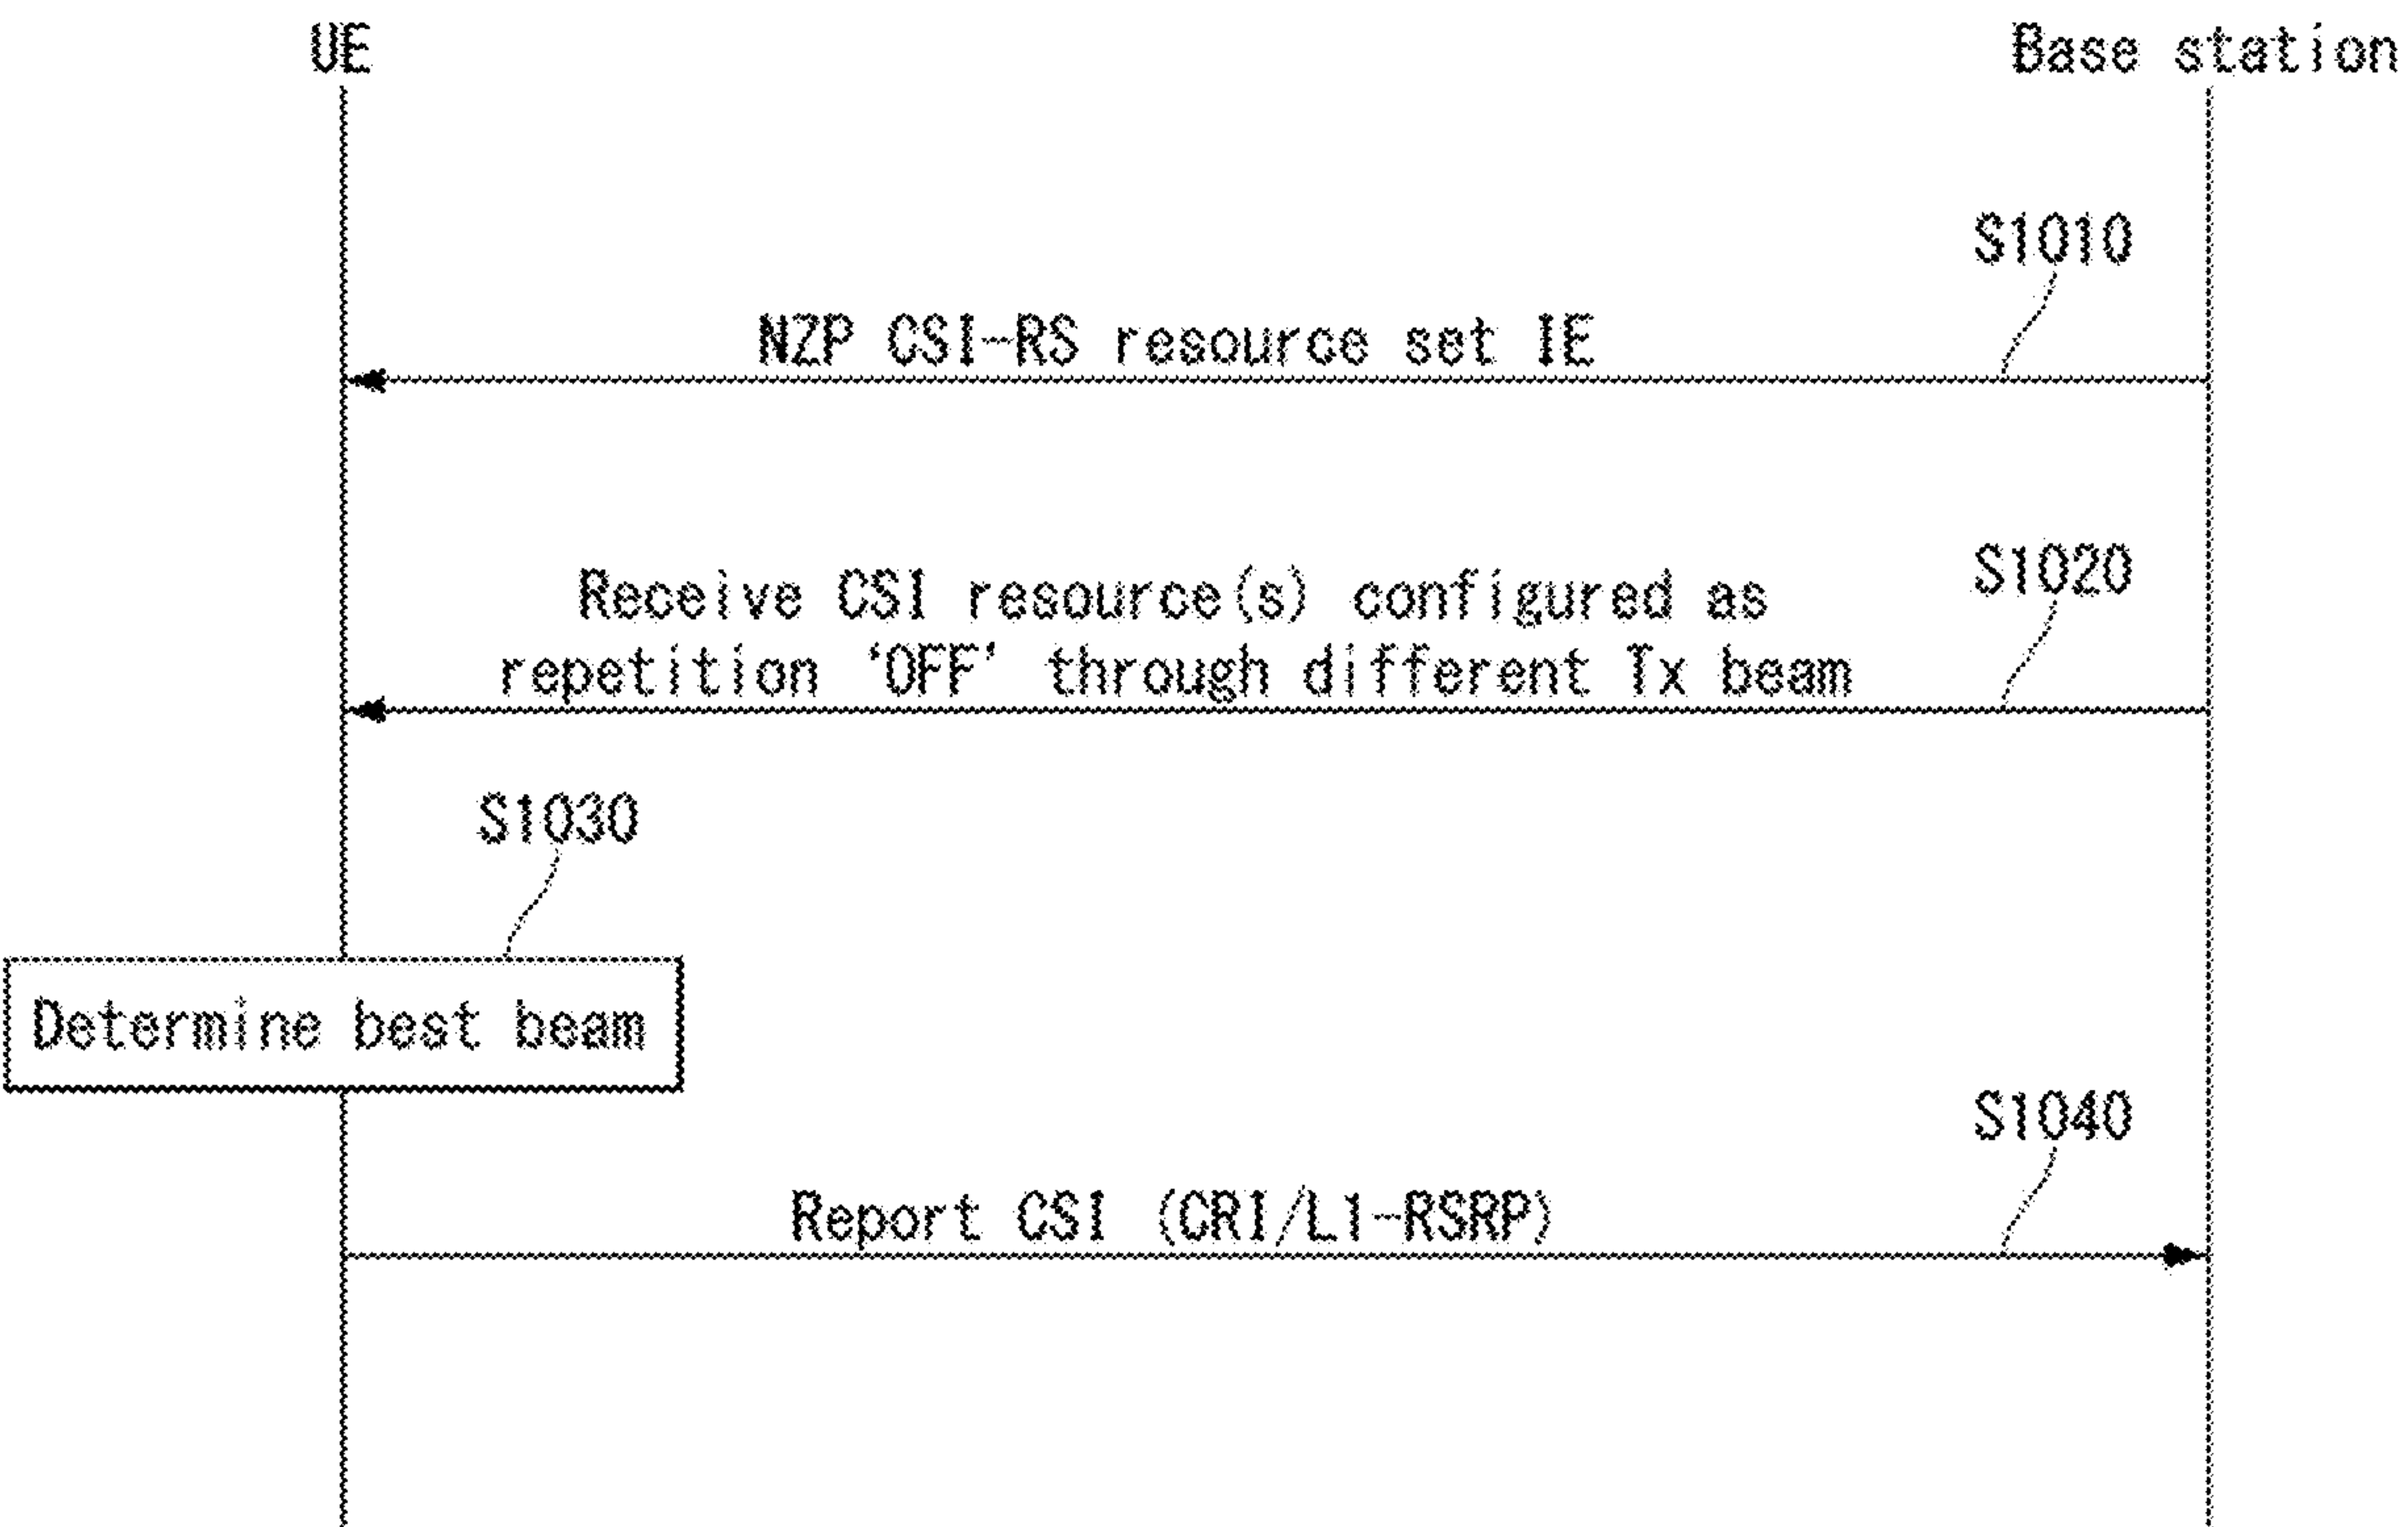 UE
Base station
S1010
NZP CSI-RS resource set IE
S1020
Receive CSI resource(s) configured as
repetition ‘OFF’ through different Tx beam
S1030
Determine best beam
S1040
Report CSI (CRI/L1-RSRP)